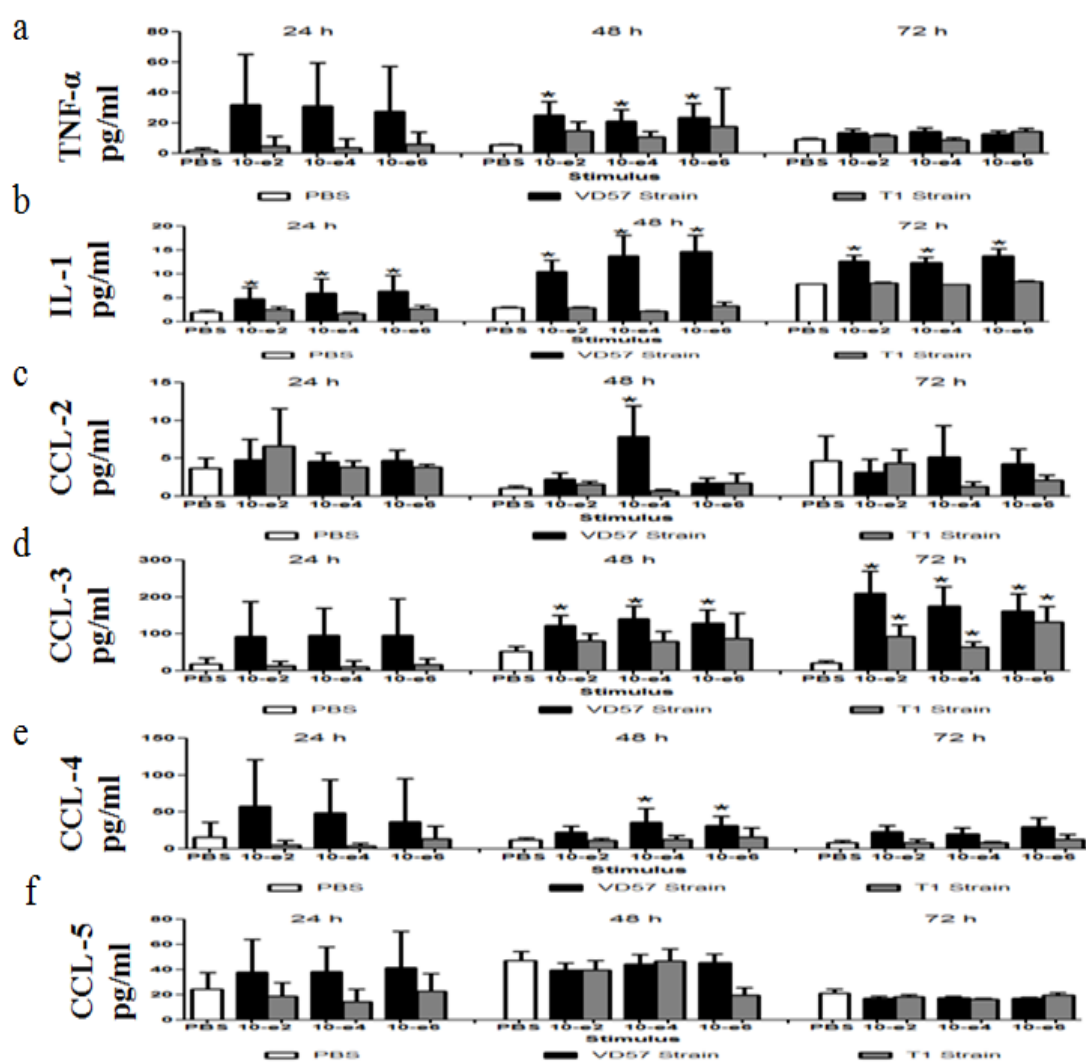 a
TNF-α
pg/ml
24 h 48 h 72 h
80
60
40
20
0
PBS 10-e2 10-e4 10-e6 PBS 10-e2 10-e4 10-e6 PBS 10-e2 10-e4 10-e6
Stimulus
PBS VD57 Strain T1 Strain
b
IL-1
pg/ml
24 h 48 h 72 h
20
15
10
5
0
* * * * * * * * *
PBS 10-e2 10-e4 10-e6 PBS 10-e2 10-e4 10-e6 PBS 10-e2 10-e4 10-e6
Stimulus
PBS VD57 Strain T1 Strain
c
CCL-2
pg/ml
24 h 48 h 72 h
15
10
5
0
*
PBS 10-e2 10-e4 10-e6 PBS 10-e2 10-e4 10-e6 PBS 10-e2 10-e4 10-e6
Stimulus
PBS VD57 Strain T1 Strain
d
CCL-3
pg/ml
24 h 48 h 72 h
300
200
100
0
* * * * * * * * *
PBS 10-e2 10-e4 10-e6 PBS 10-e2 10-e4 10-e6 PBS 10-e2 10-e4 10-e6
Stimulus
PBS VD57 Strain T1 Strain
e
CCL-4
pg/ml
24 h 48 h 72 h
150
100
50
0
* *
PBS 10-e2 10-e4 10-e6 PBS 10-e2 10-e4 10-e6 PBS 10-e2 10-e4 10-e6
Stimulus
PBS VD57 Strain T1 Strain
f
CCL-5
pg/ml
24 h 48 h 72 h
80
60
40
20
0
PBS 10-e2 10-e4 10-e6 PBS 10-e2 10-e4 10-e6 PBS 10-e2 10-e4 10-e6
Stimulus
PBS VD57 Strain T1 Strain